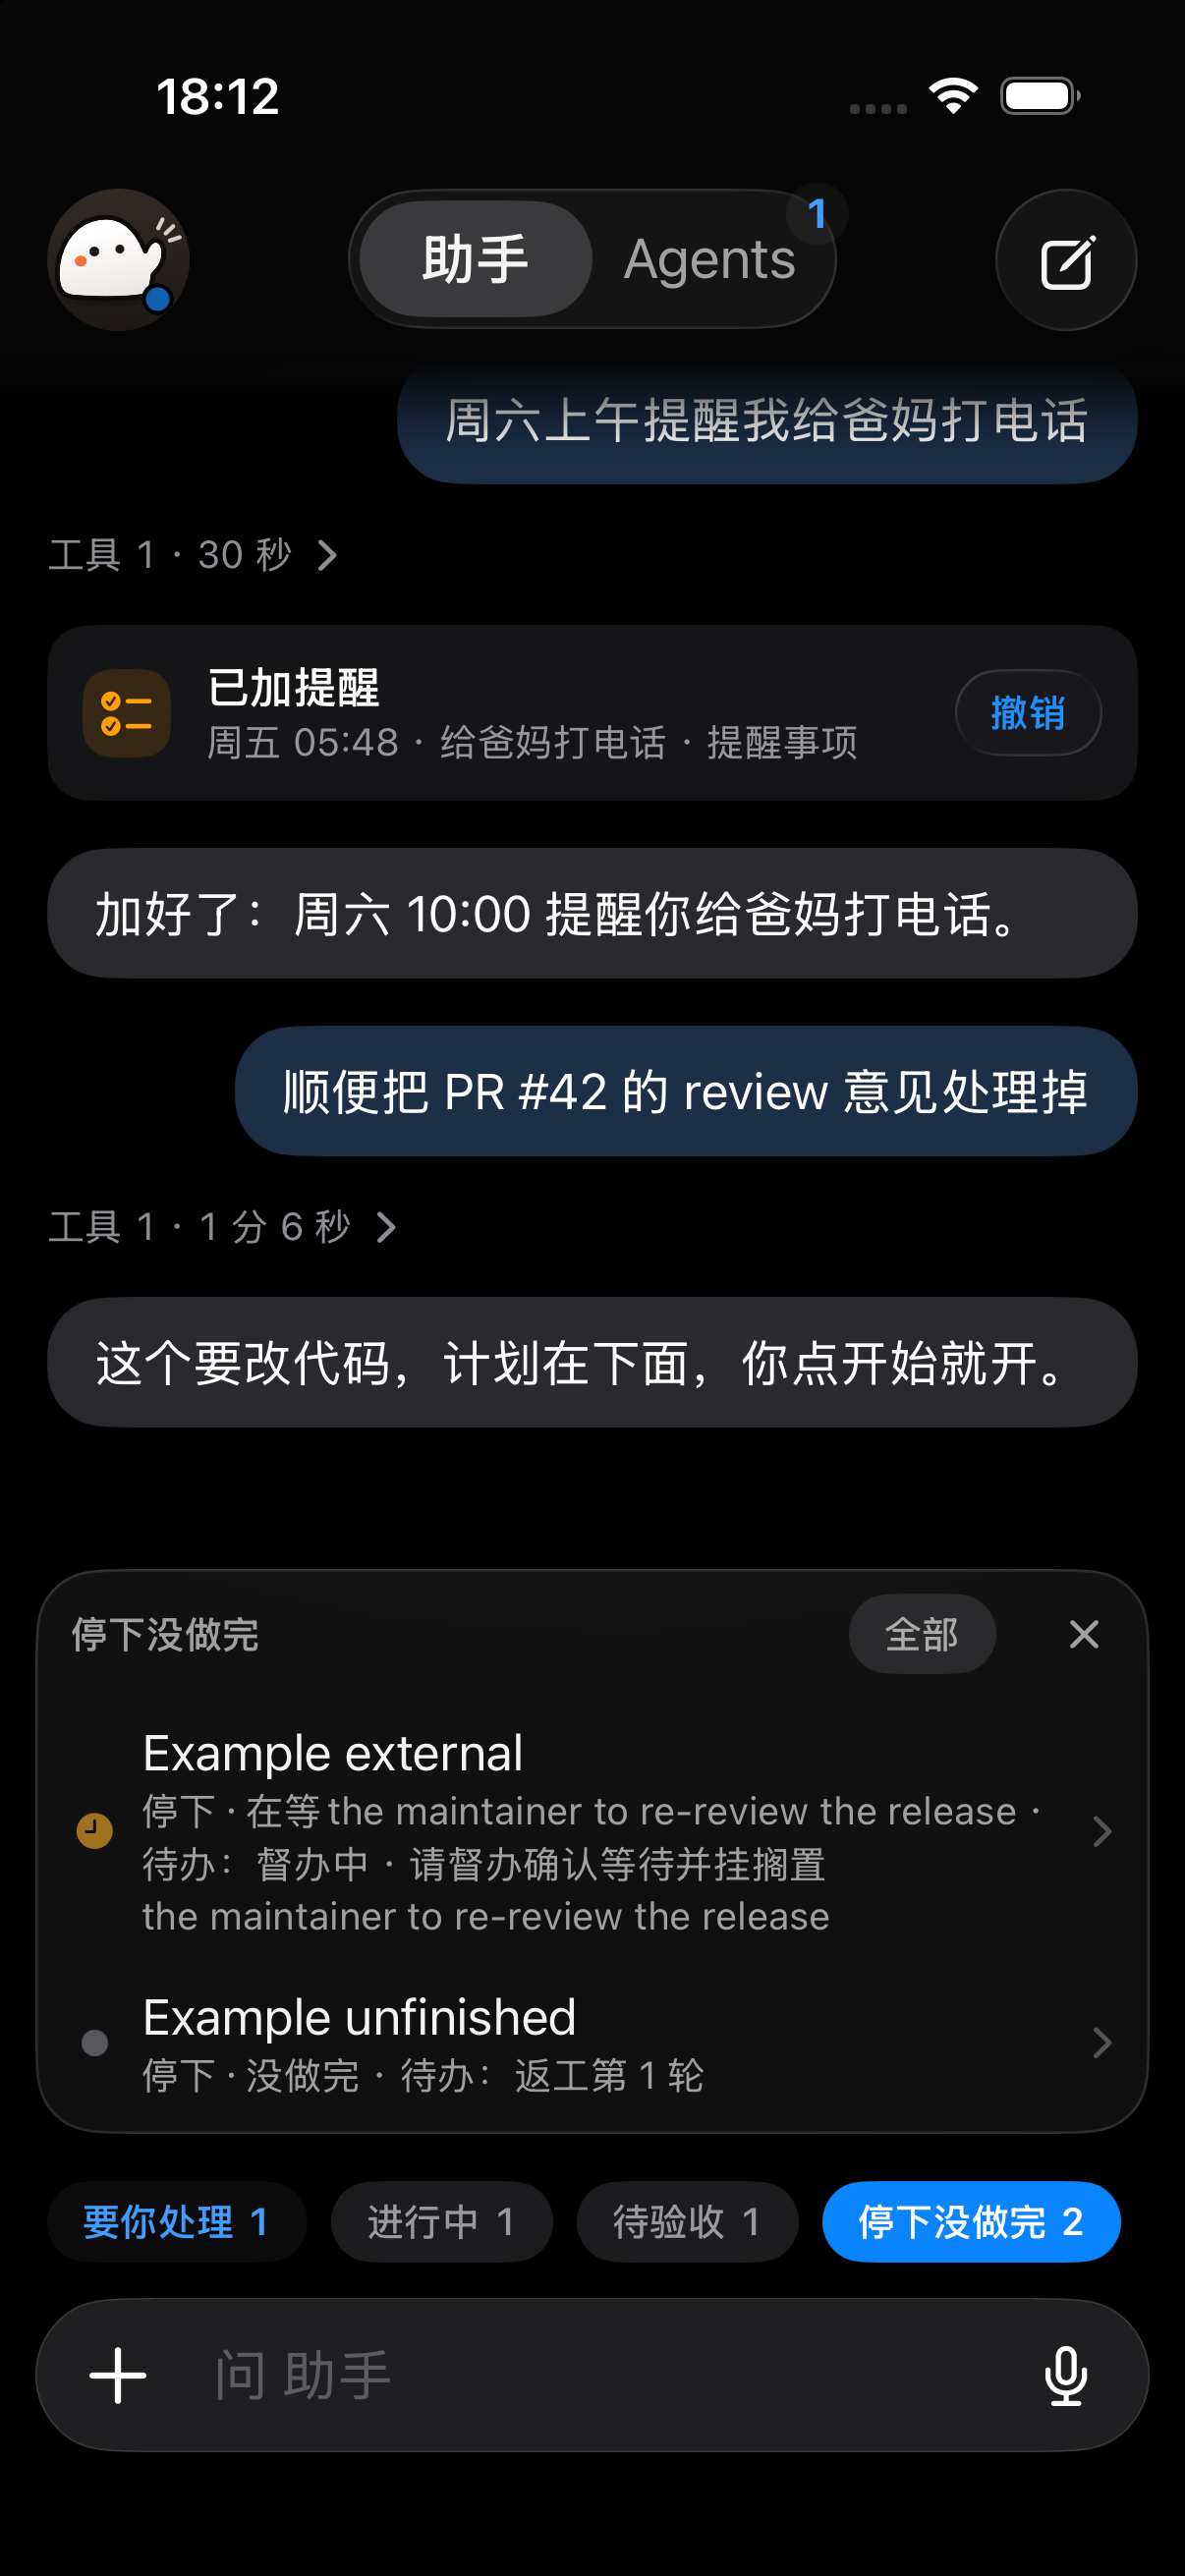 18:12
助手
Agents
1
周六上午提醒我给爸妈打电话
工具 1 · 30 秒
已加提醒
周五 05:48 · 给爸妈打电话 · 提醒事项
撤销
加好了：周六 10:00 提醒你给爸妈打电话。
顺便把 PR #42 的 review 意见处理掉
工具 1 · 1 分 6 秒
这个要改代码，计划在下面，你点开始就开。
停下没做完
全部
Example external
停下 · 在等 the maintainer to re-review the release ·
待办：督办中 · 请督办确认等待并挂搁置
the maintainer to re-review the release
Example unfinished
停下 · 没做完 · 待办：返工第 1 轮
要你处理 1
进行中 1
待验收 1
停下没做完 2
问 助手